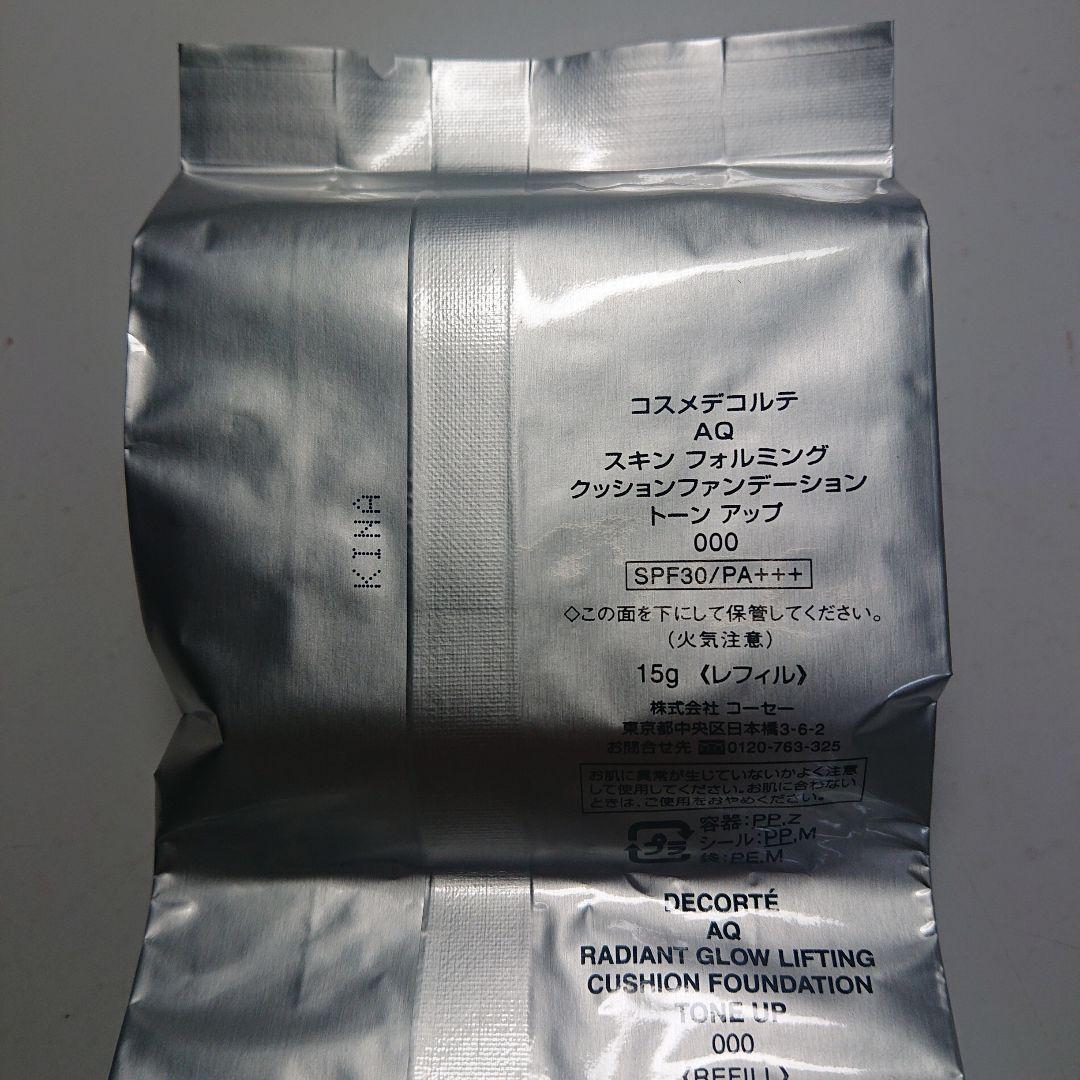 KINA
コスメデコルテ
AQ
スキン フォルミング
クッションファンデーション
トーン アップ
000
SPF30/PA+++
◇この面を下にして保管してください。
(火気注意)
15g 《レフィル》
株式会社 コーセー
東京都中央区日本橋3-6-2
お問合せ先 0120-763-325
お肌に異常が生じていないかよく注意
して使用してください。お肌に合わない
ときは、ご使用をおやめください。
プラ
容器:PP,Z
シール:PP,M
袋:PE,M
DECORTÉ
AQ
RADIANT GLOW LIFTING
CUSHION FOUNDATION
TONE UP
000
《REFILL》